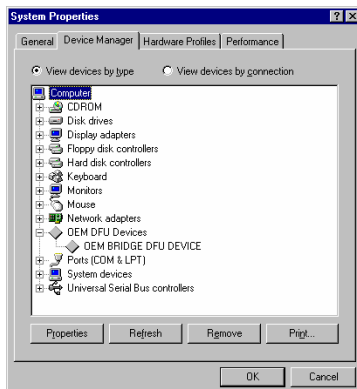 System Properties
General Device Manager Hardware Profiles Performance
View devices by type View devices by connection
Computer
CDROM
Disk drives
Display adapters
Floppy disk controllers
Hard disk controllers
Keyboard
Monitors
Mouse
Network adapters
OEM DFU Devices
OEM BRIDGE DFU DEVICE
Ports (COM & LPT)
System devices
Universal Serial Bus controllers
Properties Refresh Remove Print...
OK Cancel